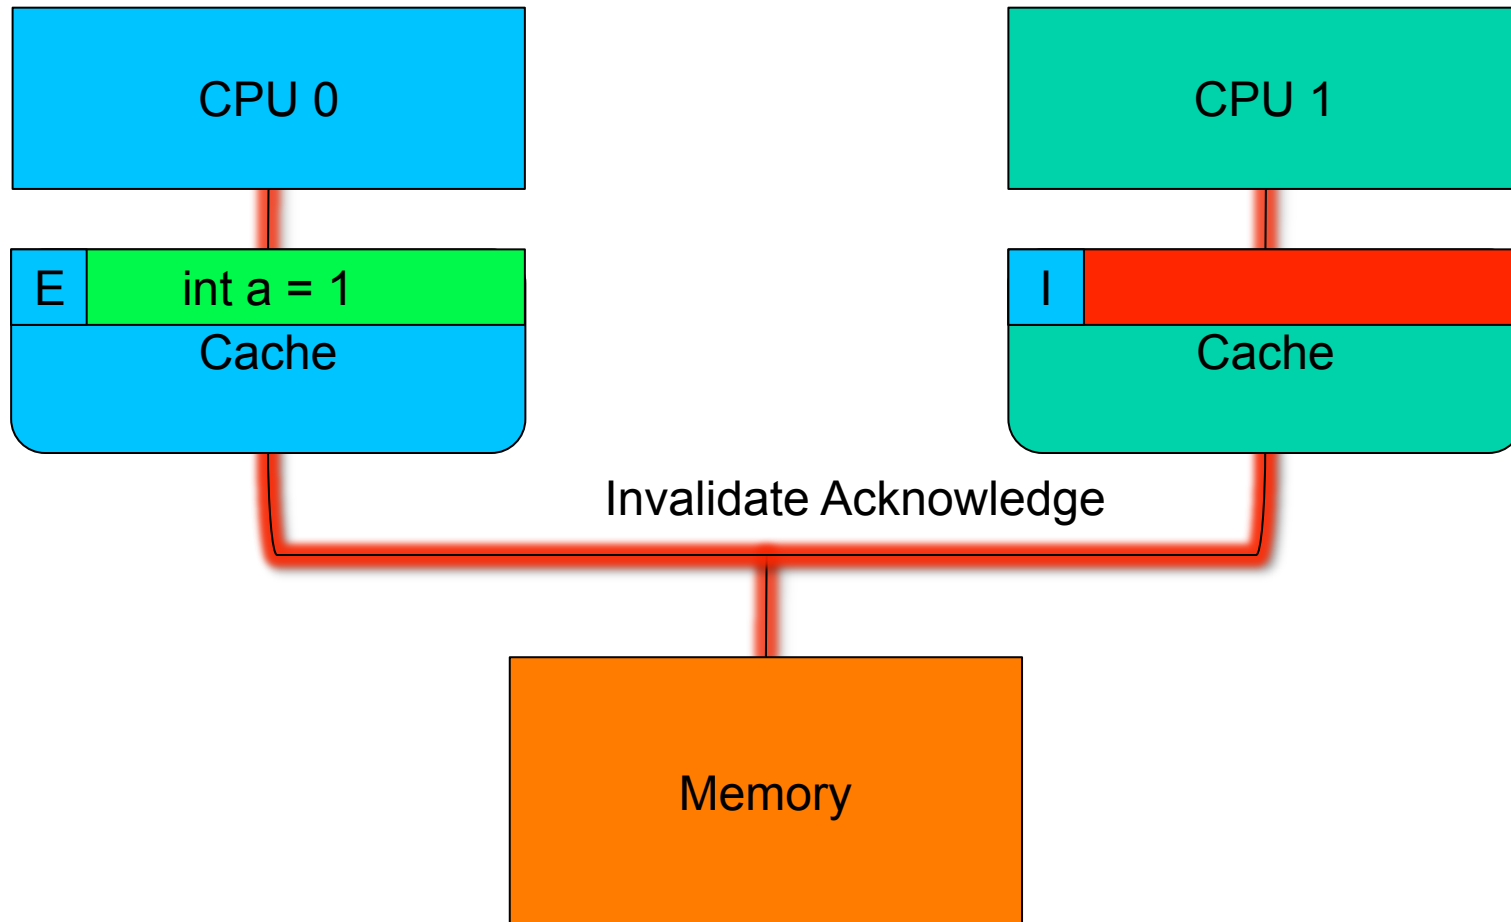 CPU 0
CPU 1
E
int a = 1
Cache
I
Cache
Invalidate Acknowledge
Memory